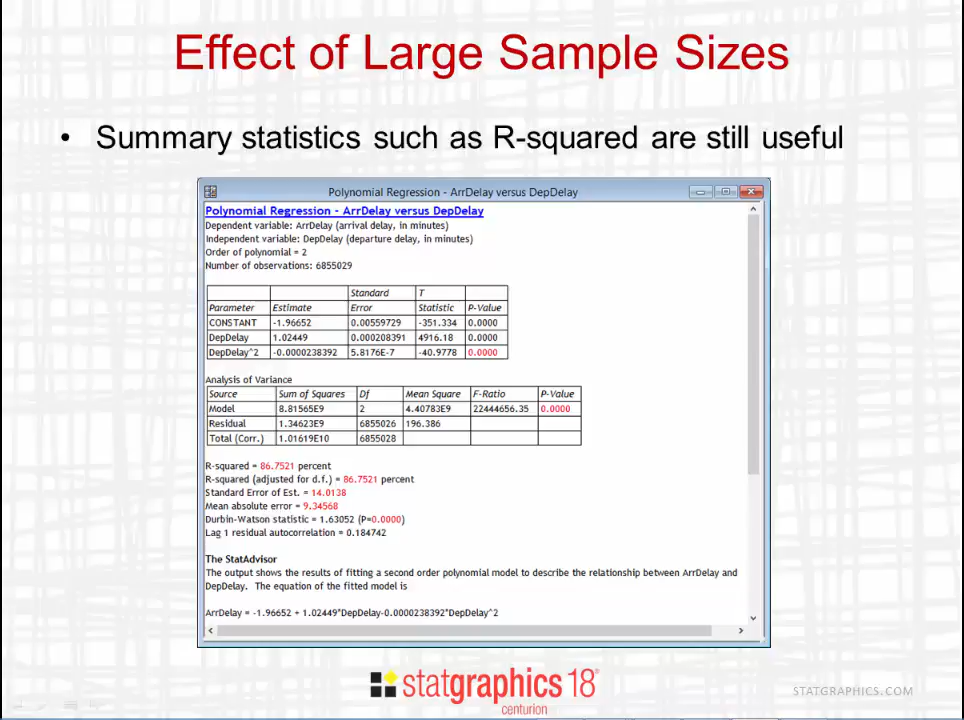 Effect of Large Sample Sizes
• Summary statistics such as R-squared are still useful
Polynomial Regression - ArrDelay versus DepDelay
Polynomial Regression - ArrDelay versus DepDelay
Dependent variable: ArrDelay (arrival delay, in minutes)
Independent variable: DepDelay (departure delay, in minutes)
Order of polynomial = 2
Number of observations: 6855029
Standard T
Parameter Estimate Error Statistic P-Value
CONSTANT -1.96652 0.00559729 -351.334 0.0000
DepDelay 1.02449 0.000208391 4916.18 0.0000
DepDelay^2 -0.0000238392 5.8176E-7 -40.9778 0.0000
Analysis of Variance
Source Sum of Squares Df Mean Square F-Ratio P-Value
Model 8.81565E9 2 4.40783E9 22444656.35 0.0000
Residual 1.34623E9 6855026 196.386
Total (Corr.) 1.01619E10 6855028
R-squared = 86.7521 percent
R-squared (adjusted for d.f.) = 86.7521 percent
Standard Error of Est. = 14.0138
Mean absolute error = 9.34568
Durbin-Watson statistic = 1.63052 (P=0.0000)
Lag 1 residual autocorrelation = 0.184742
The StatAdvisor
The output shows the results of fitting a second order polynomial model to describe the relationship between ArrDelay and
DepDelay. The equation of the fitted model is
ArrDelay = -1.96652 + 1.02449*DepDelay-0.0000238392*DepDelay^2
statgraphics 18®
centurion
STATGRAPHICS.COM